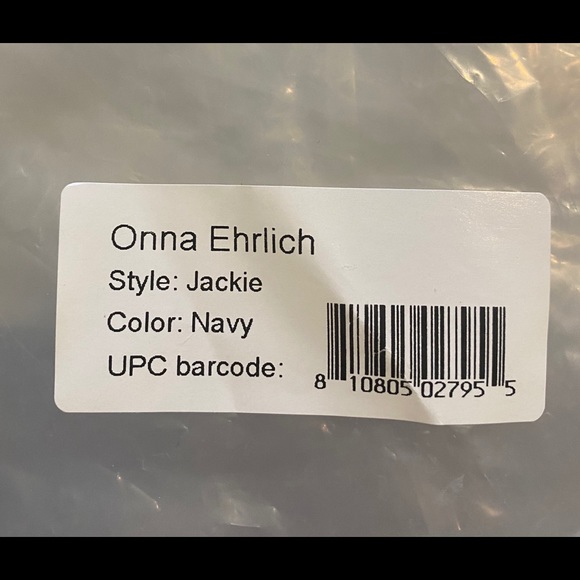 Onna Ehrlich
Style: Jackie
Color: Navy
UPC barcode:
8 10805 02795 5